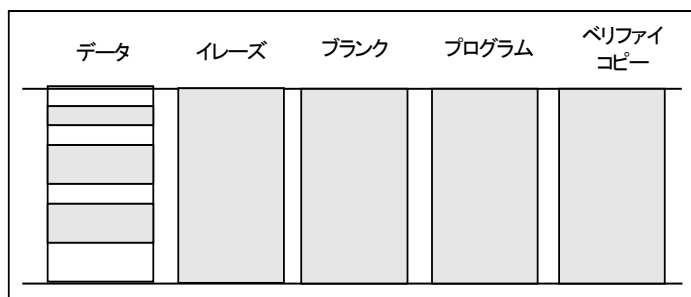 データ
イレーズ
ブランク
プログラム
ベリファイ
コピー